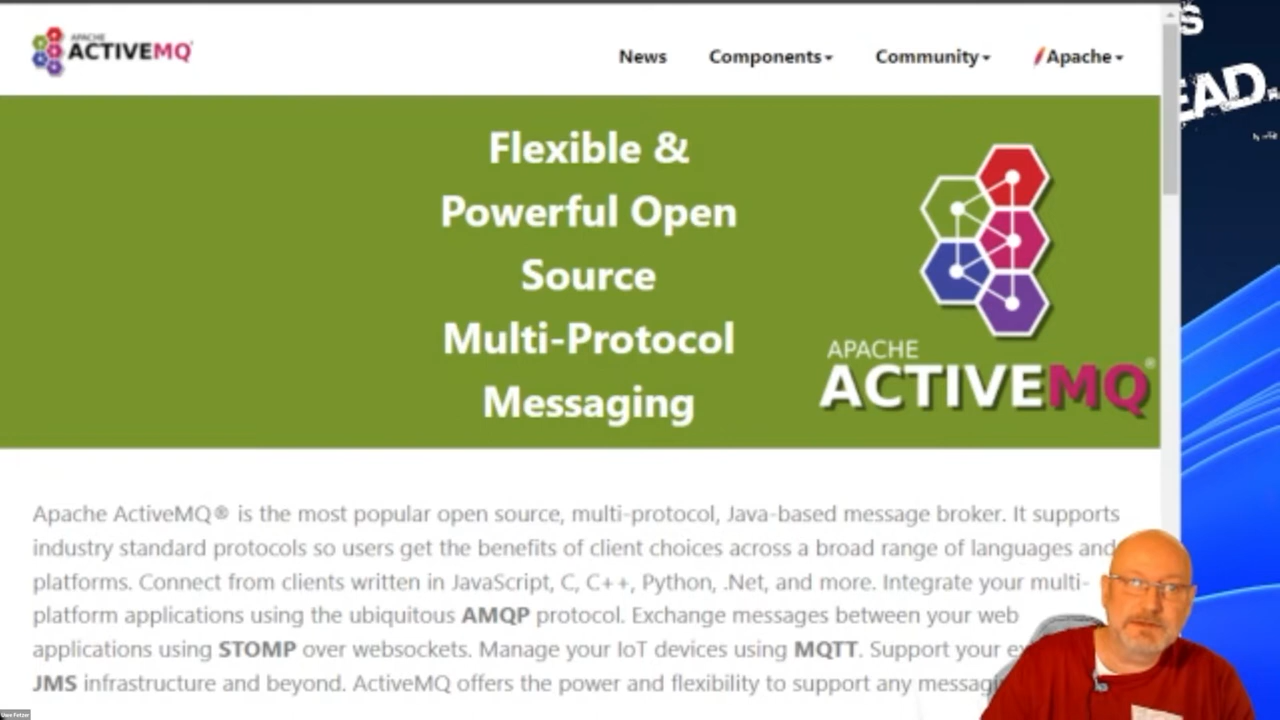 APACHE
ACTIVEMQ
News
Components
Community
Apache
S
EAD.
Flexible &
Powerful Open
Source
Multi-Protocol
Messaging
APACHE
ACTIVEMQ®
Apache ActiveMQ® is the most popular open source, multi-protocol, Java-based message broker. It supports
industry standard protocols so users get the benefits of client choices across a broad range of languages and
platforms. Connect from clients written in JavaScript, C, C++, Python, .Net, and more. Integrate your multi-
platform applications using the ubiquitous AMQP protocol. Exchange messages between your web
applications using STOMP over websockets. Manage your IoT devices using MQTT. Support your ex
JMS infrastructure and beyond. ActiveMQ offers the power and flexibility to support any messag
Uwe Fetzer